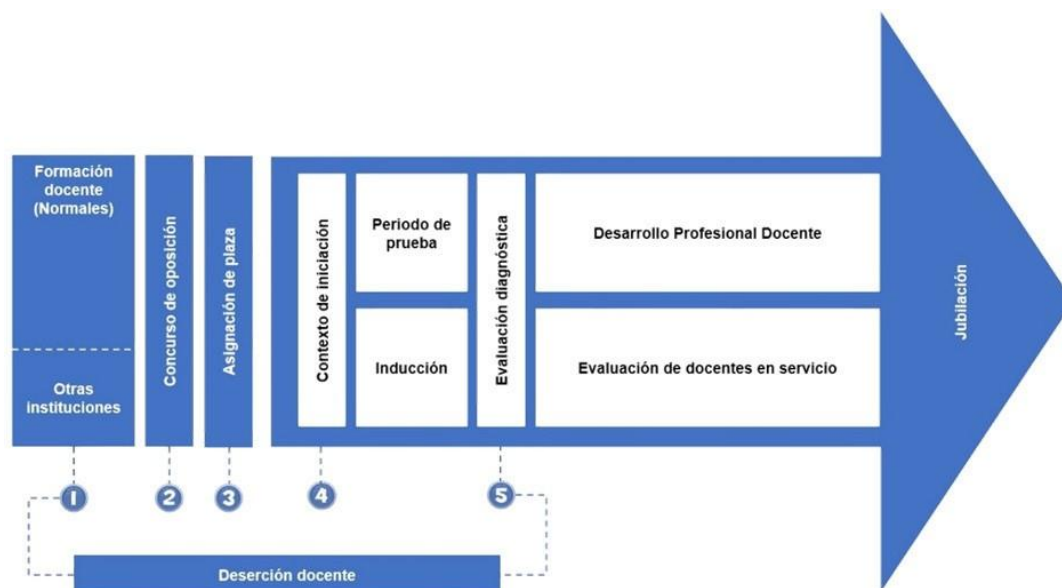 Formación
docente
(Normales)
Otras
instituciones
Concurso de oposición
Asignación de plaza
Contexto de iniciación
Periodo de
prueba
Inducción
Evaluación diagnóstica
Desarrollo Profesional Docente
Evaluación de docentes en servicio
Jubilación
1
2
3
4
5
Deserción docente